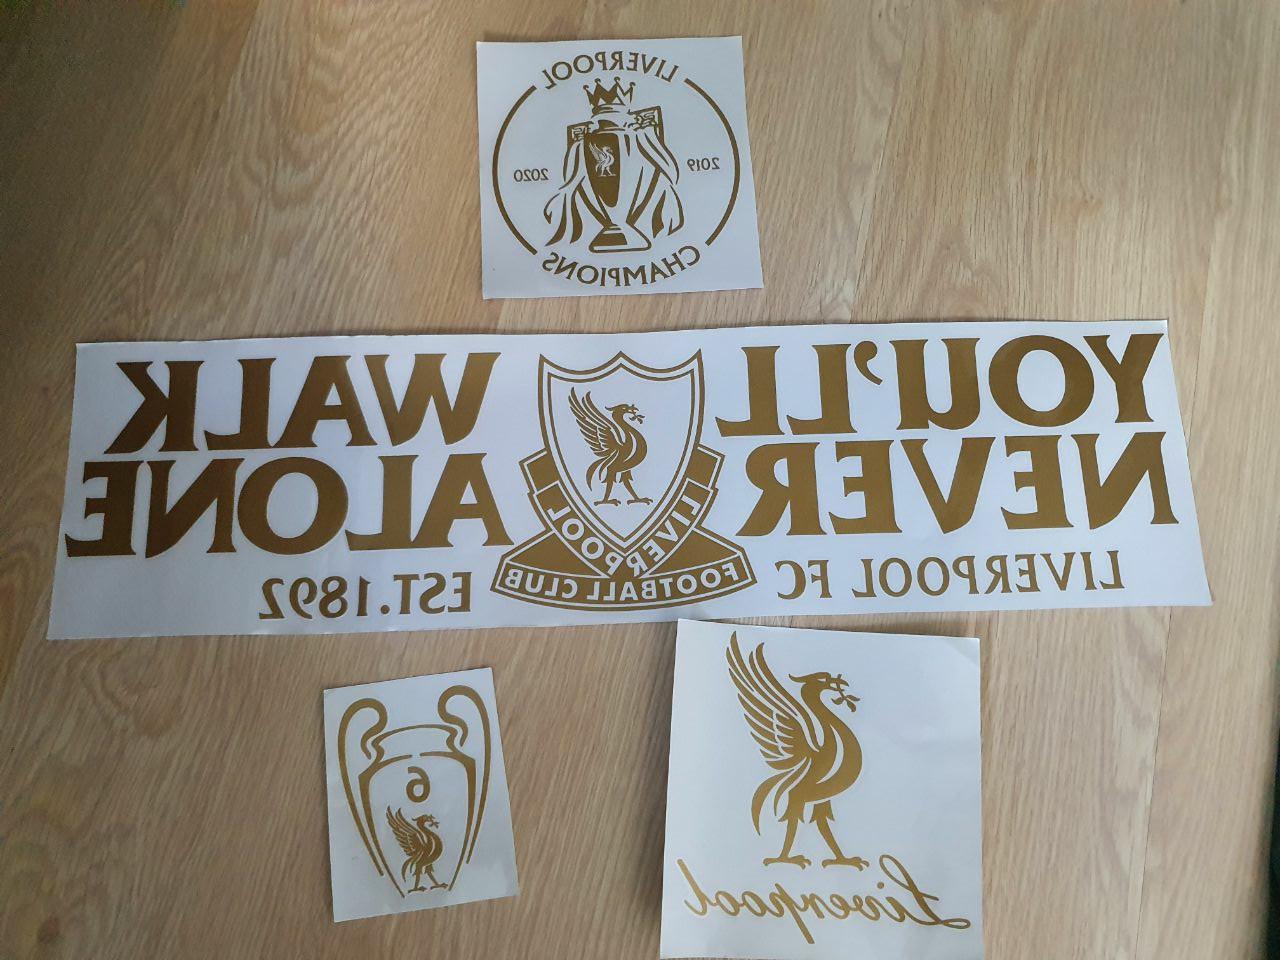 LIVERPOOL
2019 2020
CHAMPIONS
YOU'LL
NEVER
LIVERPOOL FC
LIVERPOOL
FOOTBALL CLUB
WALK
ALONE
EST.1892
6
Liverpool